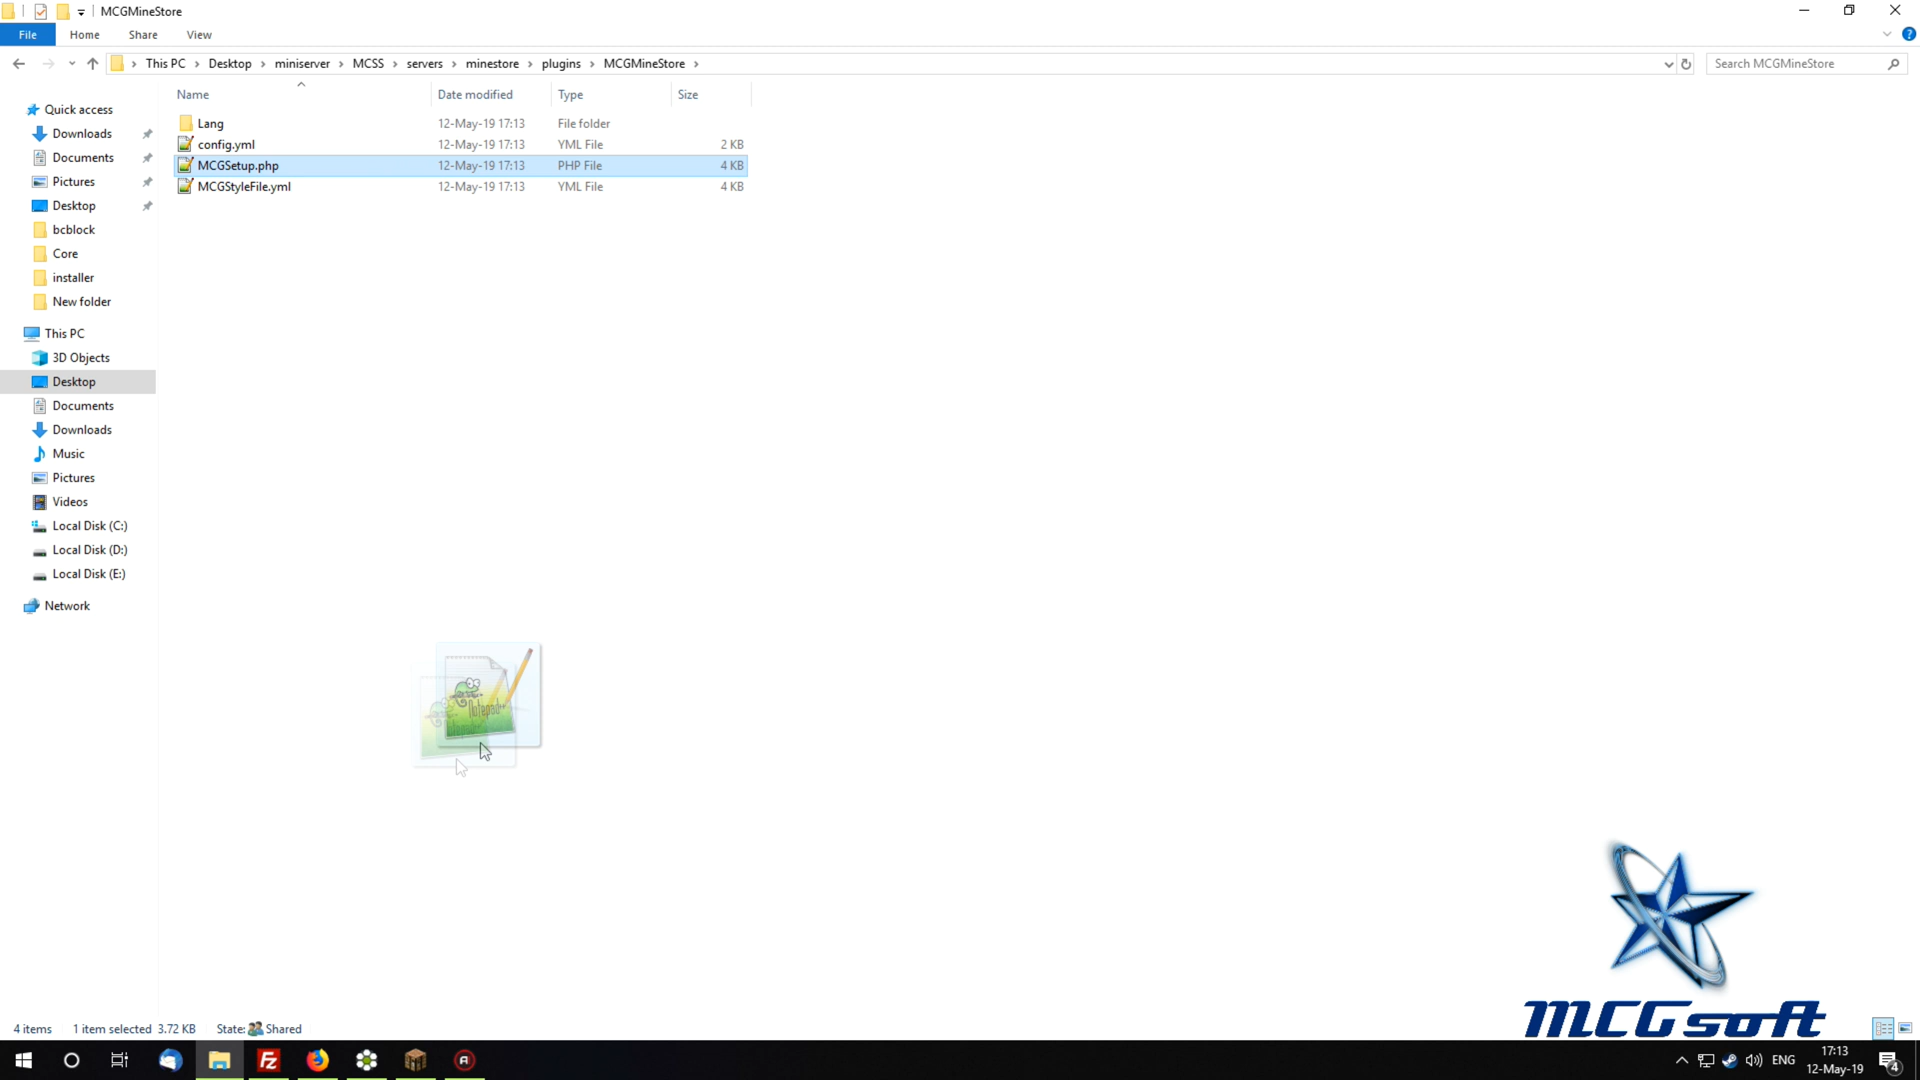 MCGMineStore
File Home Share View
This PC Desktop miniserver MCSS servers minestore plugins MCGMineStore
Search MCGMineStore
Name Date modified Type Size
Lang 12-May-19 17:13 File folder
config.yml 12-May-19 17:13 YML File 2 KB
MCGSetup.php 12-May-19 17:13 PHP File 4 KB
MCGStyleFile.yml 12-May-19 17:13 YML File 4 KB
Quick access
Downloads
Documents
Pictures
Desktop
bcblock
Core
installer
New folder
This PC
3D Objects
Desktop
Documents
Downloads
Music
Pictures
Videos
Local Disk (C:)
Local Disk (D:)
Local Disk (E:)
Network
Notepad++
MCGsoft
4 items 1 item selected 3.72 KB State: Shared
ENG
17:13
12-May-19
4